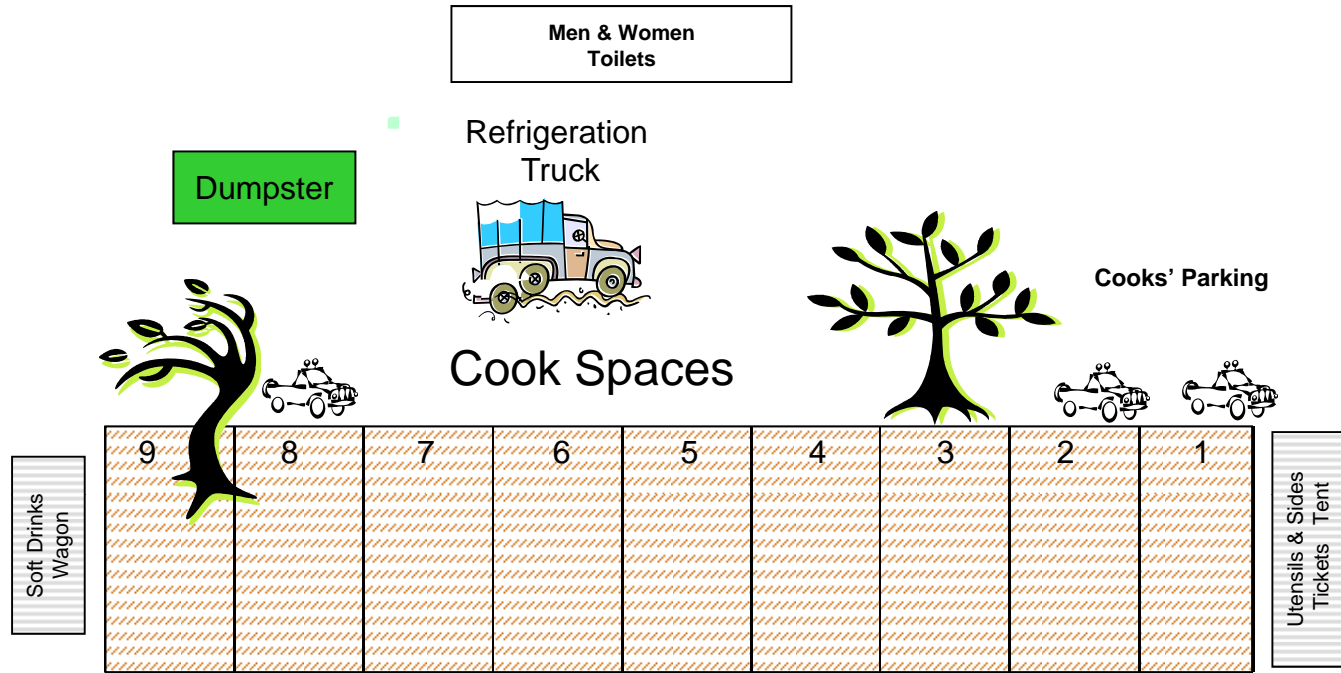 Men & Women
Toilets
Refrigeration
Truck
Dumpster
Cooks’ Parking
Cook Spaces
9 8 7 6 5 4 3 2 1
Soft Drinks
Wagon
Utensils & Sides
Tickets Tent